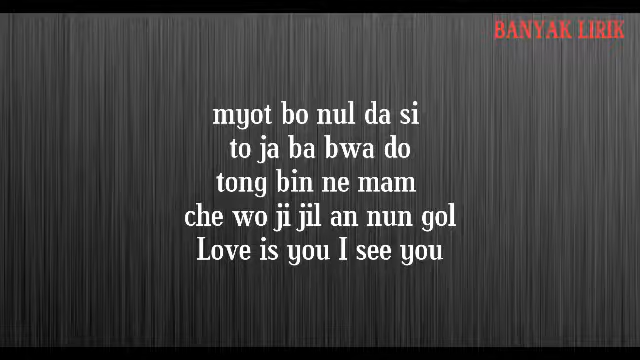 BANYAK LIRIK
myot bo nul da si
to ja ba bwa do
tong bin ne mam
che wo ji jil an nun gol
Love is you I see you